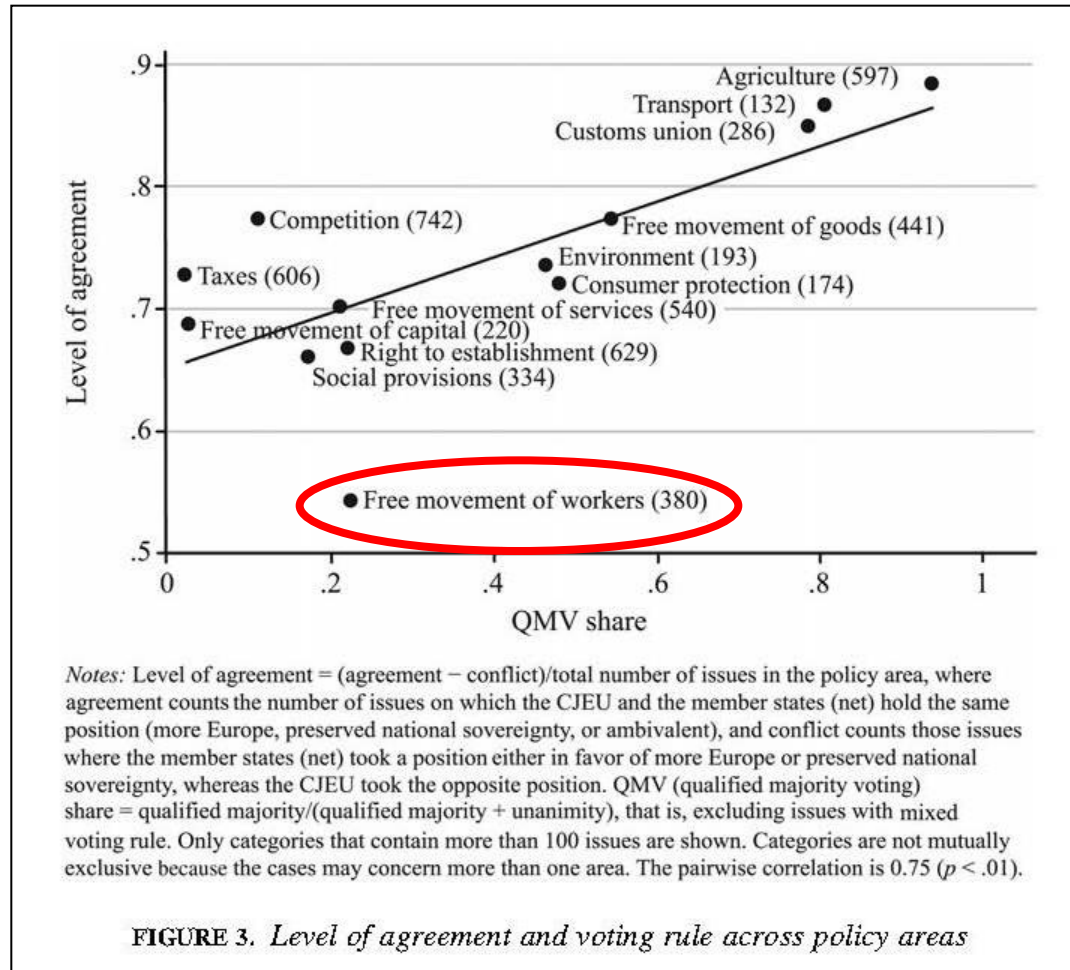 .9
Agriculture (597)
Transport (132)
Customs union (286)
.8
Competition (742)
Free movement of goods (441)
Environment (193)
Taxes (606)
Consumer protection (174)
.7
Free movement of services (540)
Free movement of capital (220)
Right to establishment (629)
Social provisions (334)
.6
Free movement of workers (380)
.5
Level of agreement
0 .2 .4 .6 .8 1
QMV share
Notes: Level of agreement = (agreement − conflict)/total number of issues in the policy area, where
agreement counts the number of issues on which the CJEU and the member states (net) hold the same
position (more Europe, preserved national sovereignty, or ambivalent), and conflict counts those issues
where the member states (net) took a position either in favor of more Europe or preserved national
sovereignty, whereas the CJEU took the opposite position. QMV (qualified majority voting)
share = qualified majority/(qualified majority + unanimity), that is, excluding issues with mixed
voting rule. Only categories that contain more than 100 issues are shown. Categories are not mutually
exclusive because the cases may concern more than one area. The pairwise correlation is 0.75 (p < .01).
FIGURE 3. Level of agreement and voting rule across policy areas